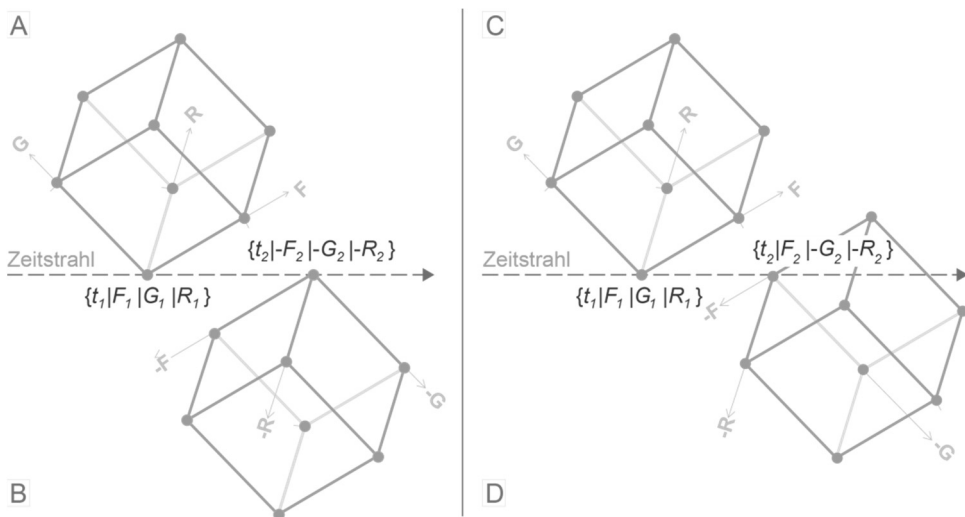 A
C
R
G
F
R
G
F
Zeitstrahl
{t₂|-F₂|-G₂|-R₂}
Zeitstrahl
{t₂|F₂|-G₂|-R₂}
{t₁|F₁|G₁|R₁}
{t₁|F₁|G₁|R₁}
-F
-G
-R
-F
-R
-G
B
D